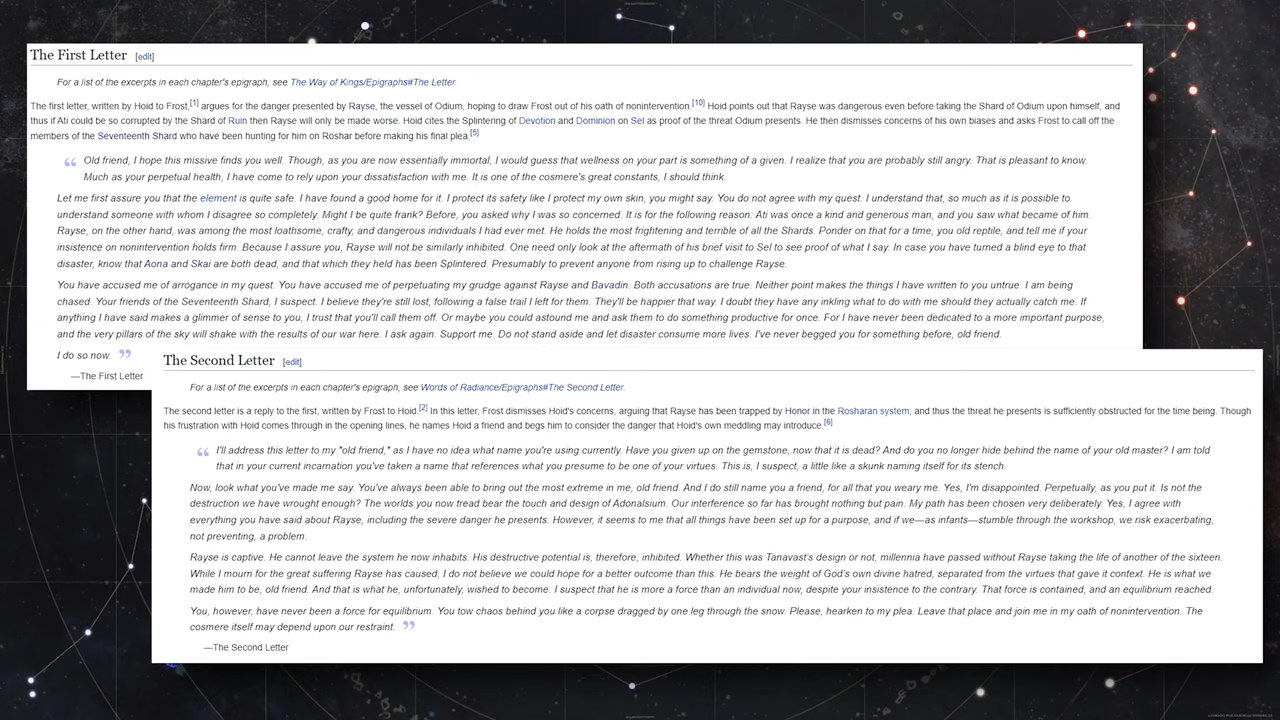 The First Letter [edit]
For a list of the excerpts in each chapter's epigraph, see The Way of Kings/Epigraphs#The Letter.
The first letter, written by Hoid to Frost,[1] argues for the danger presented by Rayse, the vessel of Odium, hoping to draw Frost out of his oath of nonintervention.[10] Hoid points out that Rayse was dangerous even before taking the Shard of Odium upon himself, and
thus if Ati could be so corrupted by the Shard of Ruin then Rayse will only be made worse. Hoid cites the Splintering of Devotion and Dominion on Sel as proof of the threat Odium presents. He then dismisses concerns of his own biases and asks Frost to call off the
members of the Seventeenth Shard who have been hunting for him on Roshar before making his final plea.[5]
“ Old friend, I hope this missive finds you well. Though, as you are now essentially immortal, I would guess that wellness on your part is something of a given. I realize that you are probably still angry. That is pleasant to know.
Much as your perpetual health, I have come to rely upon your dissatisfaction with me. It is one of the cosmere's great constants, I should think.
Let me first assure you that the element is quite safe. I have found a good home for it. I protect its safety like I protect my own skin, you might say. You do not agree with my quest. I understand that, so much as it is possible to
understand someone with whom I disagree so completely. Might I be quite frank? Before, you asked why I was so concerned. It is for the following reason: Ati was once a kind and generous man, and you saw what became of him.
Rayse, on the other hand, was among the most loathsome, crafty, and dangerous individuals I had ever met. He holds the most frightening and terrible of all the Shards. Ponder on that for a time, you old reptile, and tell me if your
insistence on nonintervention holds firm. Because I assure you, Rayse will not be similarly inhibited. One need only look at the aftermath of his brief visit to Sel to see proof of what I say. In case you have turned a blind eye to that
disaster, know that Aona and Skai are both dead, and that which they held has been Splintered. Presumably to prevent anyone from rising up to challenge Rayse.
You have accused me of arrogance in my quest. You have accused me of perpetuating my grudge against Rayse and Bavadin. Both accusations are true. Neither point makes the things I have written to you untrue. I am being
chased. Your friends of the Seventeenth Shard, I suspect. I believe they're still lost, following a false trail I left for them. They'll be happier that way. I doubt they have any inkling what to do with me should they actually catch me. If
anything I have said makes a glimmer of sense to you, I trust that you'll call them off. Or maybe you could astound me and ask them to do something productive for once. For I have never been dedicated to a more important purpose,
and the very pillars of the sky will shake with the results of our war here. I ask again. Support me. Do not stand aside and let disaster consume more lives. I've never begged you for something before, old friend.
I do so now. ”
—The First Letter
The Second Letter [edit]
For a list of the excerpts in each chapter's epigraph, see Words of Radiance/Epigraphs#The Second Letter.
The second letter is a reply to the first, written by Frost to Hoid.[2] In this letter, Frost dismisses Hoid's concerns, arguing that Rayse has been trapped by Honor in the Rosharan system, and thus the threat he presents is sufficiently obstructed for the time being. Though
his frustration with Hoid comes through in the opening lines, he names Hoid a friend and begs him to consider the danger that Hoid's own meddling may introduce.[6]
“ I'll address this letter to my "old friend," as I have no idea what name you're using currently. Have you given up on the gemstone, now that it is dead? And do you no longer hide behind the name of your old master? I am told
that in your current incarnation you've taken a name that references what you presume to be one of your virtues. This is, I suspect, a little like a skunk naming itself for its stench.
Now, look what you've made me say. You've always been able to bring out the most extreme in me, old friend. And I do still name you a friend, for all that you weary me. Yes, I'm disappointed. Perpetually, as you put it. Is not the
destruction we have wrought enough? The worlds you now tread bear the touch and design of Adonalsium. Our interference so far has brought nothing but pain. My path has been chosen very deliberately. Yes, I agree with
everything you have said about Rayse, including the severe danger he presents. However, it seems to me that all things have been set up for a purpose, and if we—as infants—stumble through the workshop, we risk exacerbating,
not preventing, a problem.
Rayse is captive. He cannot leave the system he now inhabits. His destructive potential is, therefore, inhibited. Whether this was Tanavast's design or not, millennia have passed without Rayse taking the life of another of the sixteen.
While I mourn for the great suffering Rayse has caused, I do not believe we could hope for a better outcome than this. He bears the weight of God's own divine hatred, separated from the virtues that gave it context. He is what we
made him to be, old friend. And that is what he, unfortunately, wished to become. I suspect that he is more a force than an individual now, despite your insistence to the contrary. That force is contained, and an equilibrium reached.
You, however, have never been a force for equilibrium. You tow chaos behind you like a corpse dragged by one leg through the snow. Please, hearken to my plea. Leave that place and join me in my oath of nonintervention. The
cosmere itself may depend upon our restraint. ”
—The Second Letter